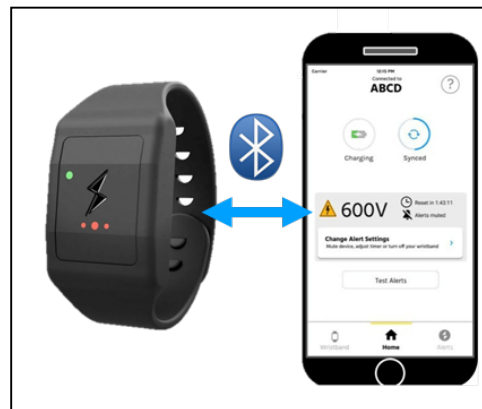 Carrier
12:15 PM
Connected to
ABCD
?
Charging
Synced
600V
Reset in 1:43:11
Alerts muted
Change Alert Settings
Mute device, adjust timer or turn off your wristband
Test Alerts
Wristband
Home
Alerts